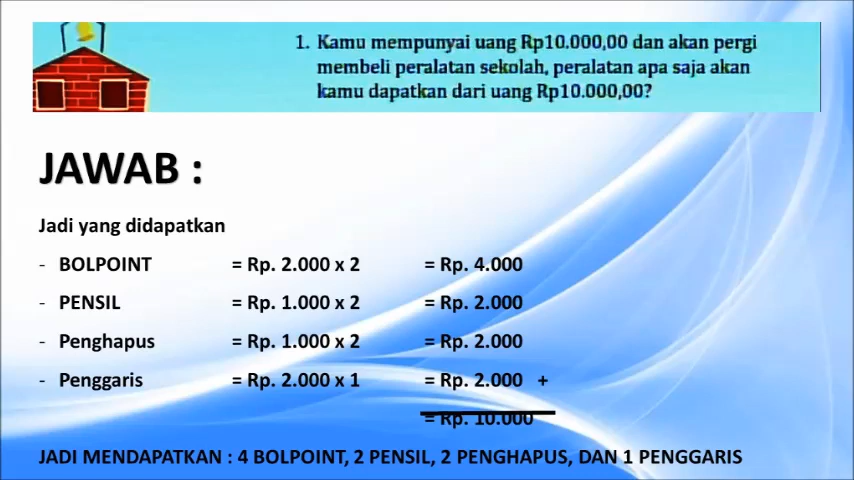 1. Kamu mempunyai uang Rp10.000,00 dan akan pergi
membeli peralatan sekolah, peralatan apa saja akan
kamu dapatkan dari uang Rp10.000,00?
JAWAB :
Jadi yang didapatkan
- BOLPOINT = Rp. 2.000 x 2 = Rp. 4.000
- PENSIL = Rp. 1.000 x 2 = Rp. 2.000
- Penghapus = Rp. 1.000 x 2 = Rp. 2.000
- Penggaris = Rp. 2.000 x 1 = Rp. 2.000 +
= Rp. 10.000
JADI MENDAPATKAN : 4 BOLPOINT, 2 PENSIL, 2 PENGHAPUS, DAN 1 PENGGARIS